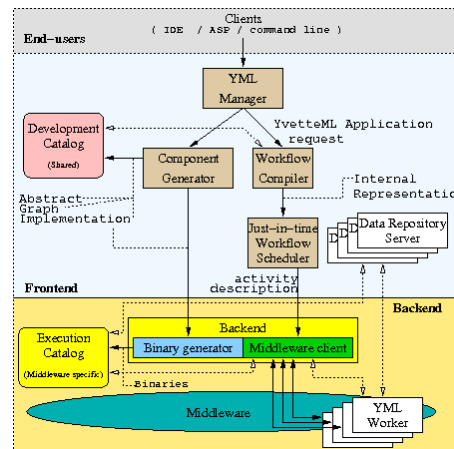 Clients
( IDE / ASP / command line )
End-users
YML
Manager
Development
Catalog
(Shared)
YvetteML Application
request
Component
Generator
Workflow
Compiler
Abstract
Graph
Implementation
Internal
Representation
Just-in-time
Workflow
Scheduler
D
D
D
Data Repository
Server
activity
description
Frontend
Backend
Execution
Catalog
(Middleware specific)
Backend
Binary generator
Middleware client
Binaries
Middleware
YML
Worker